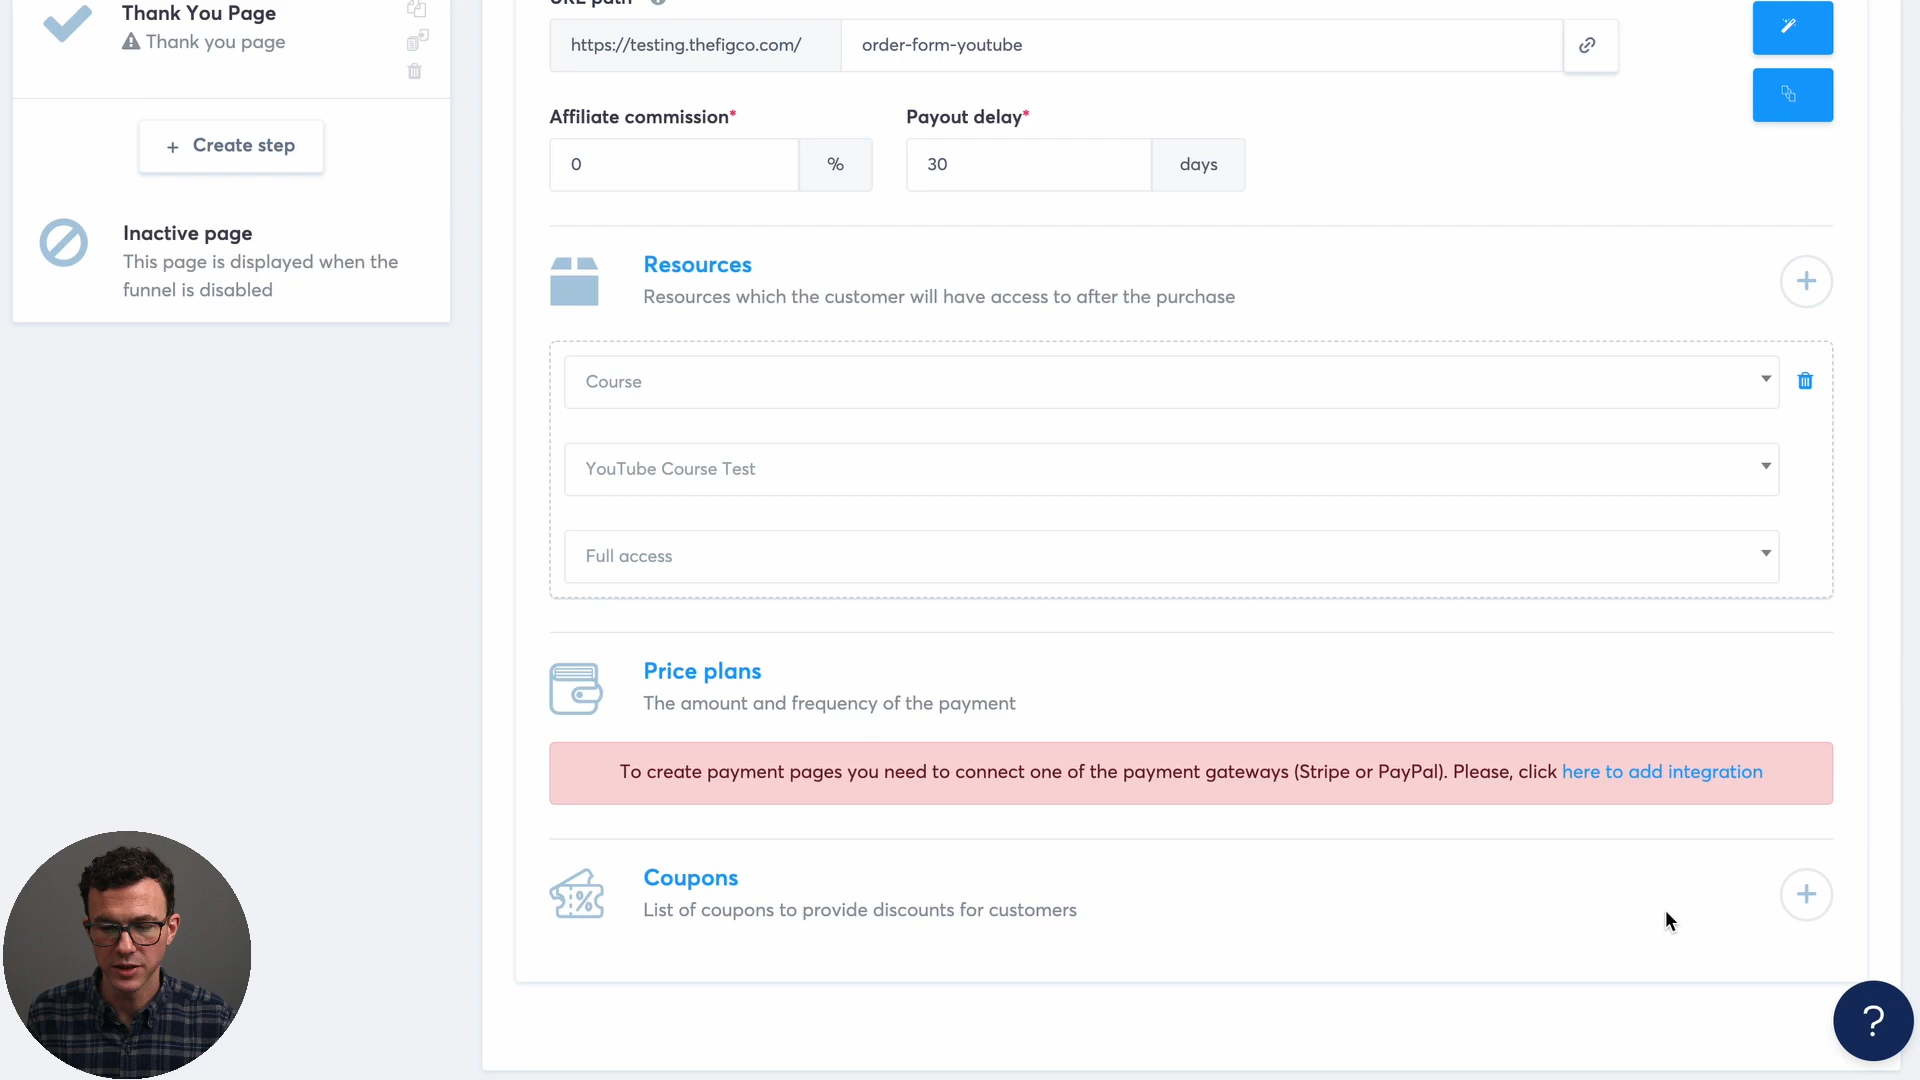 Thank You Page
Thank you page
+ Create step
Inactive page
This page is displayed when the
funnel is disabled
URL path
https://testing.thefigco.com/
order-form-youtube
Affiliate commission*
Payout delay*
0
%
30
days
Resources
Resources which the customer will have access to after the purchase
Course
YouTube Course Test
Full access
Price plans
The amount and frequency of the payment
To create payment pages you need to connect one of the payment gateways (Stripe or PayPal). Please, click here to add integration
Coupons
List of coupons to provide discounts for customers
?